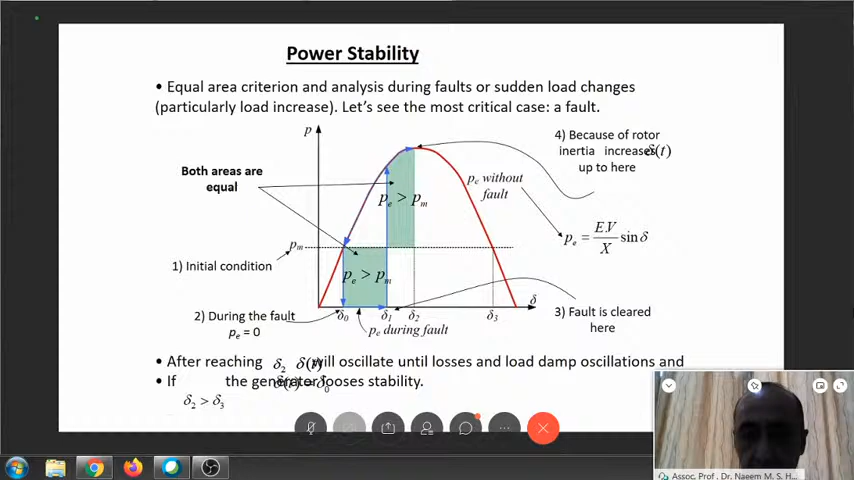 Power Stability
• Equal area criterion and analysis during faults or sudden load changes
(particularly load increase). Let's see the most critical case: a fault.
p
4) Because of rotor
inertia increases δ(t)
up to here
Both areas are
equal
pe without
fault
pe > pm
pe = E.V/X sinδ
pm
1) Initial condition
pe > pm
2) During the fault
pe = 0
δ0
δ1
δ2
δ3
δ
pe during fault
3) Fault is cleared
here
• After reaching δ2 δ(t) will oscillate until losses and load damp oscillations and
• If the generator looses stability.
δ2 > δ3
Assoc. Prof. Dr. Naeem M. S. H...